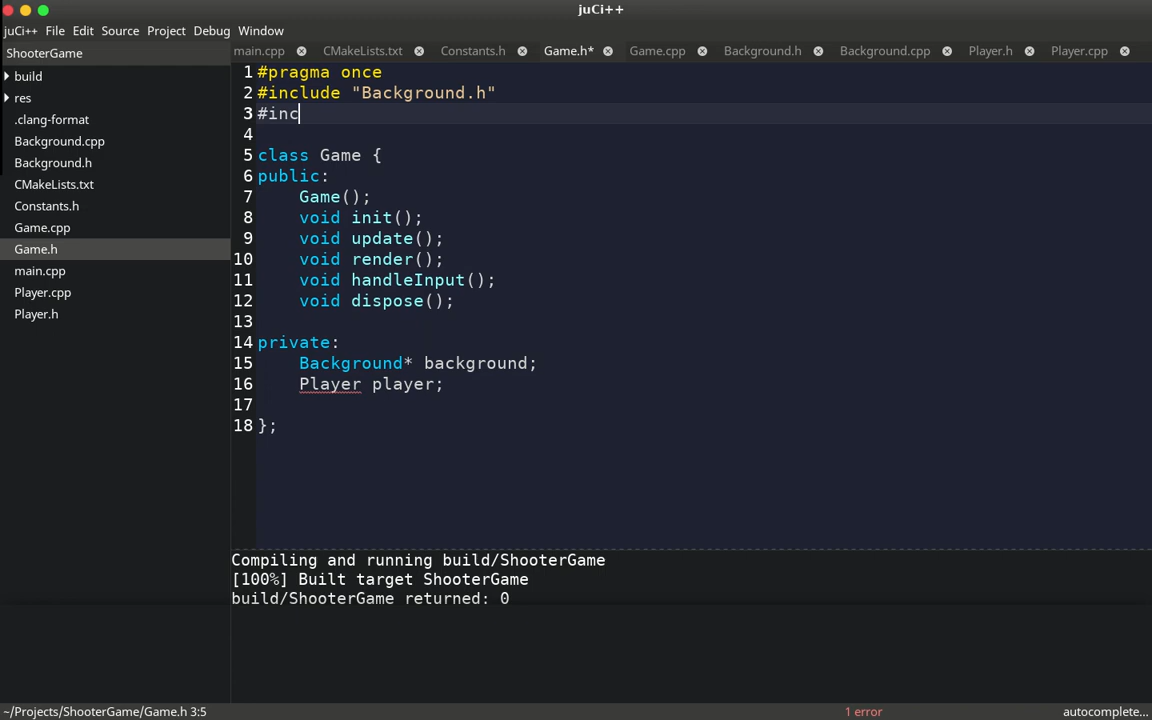 juCi++
juCi++ File Edit Source Project Debug Window
ShooterGame
build
res
.clang-format
Background.cpp
Background.h
CMakeLists.txt
Constants.h
Game.cpp
Game.h
main.cpp
Player.cpp
Player.h
main.cpp CMakeLists.txt Constants.h Game.h* Game.cpp Background.h Background.cpp Player.h Player.cpp
1 #pragma once
2 #include "Background.h"
3 #inc
4
5 class Game {
6 public:
7 Game();
8 void init();
9 void update();
10 void render();
11 void handleInput();
12 void dispose();
13
14 private:
15 Background* background;
16 Player player;
17
18 };
Compiling and running build/ShooterGame
[100%] Built target ShooterGame
build/ShooterGame returned: 0
~/Projects/ShooterGame/Game.h 3:5 1 error autocomplete...